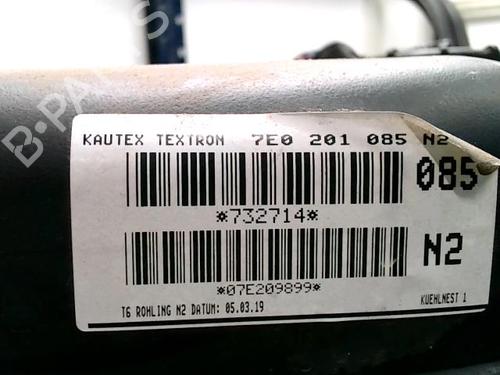 KAUTEX TEXTRON 7E0 201 085 N2
085
*732714*
N2
*07E209899*
T6 ROHLING N2 DATUM: 05.03.19
KUEHLNEST 1
B-PARTS